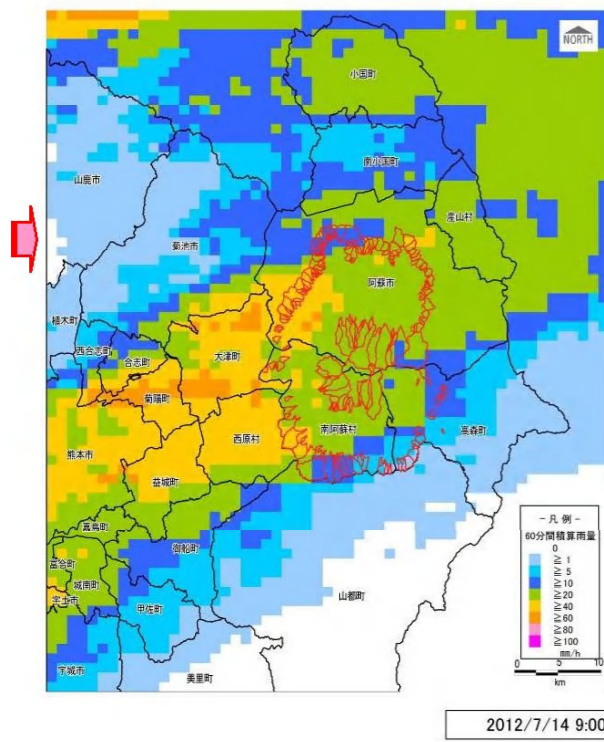 NORTH
小国町
南小国町
山鹿市
産山村
菊池市
阿蘇市
植木町
西合志町
合志町
大津町
菊陽町
南阿蘇村
高森町
西原村
熊本市
益城町
嘉島町
御船町
富合町
城南町
宇土市
甲佐町
山都町
宇城市
美里町
-凡例-
60分間積算雨量
0
≧1
≧5
≧10
≧20
≧40
≧60
≧80
≧100
mm/h
0 5 10
km
2012/7/14 9:00